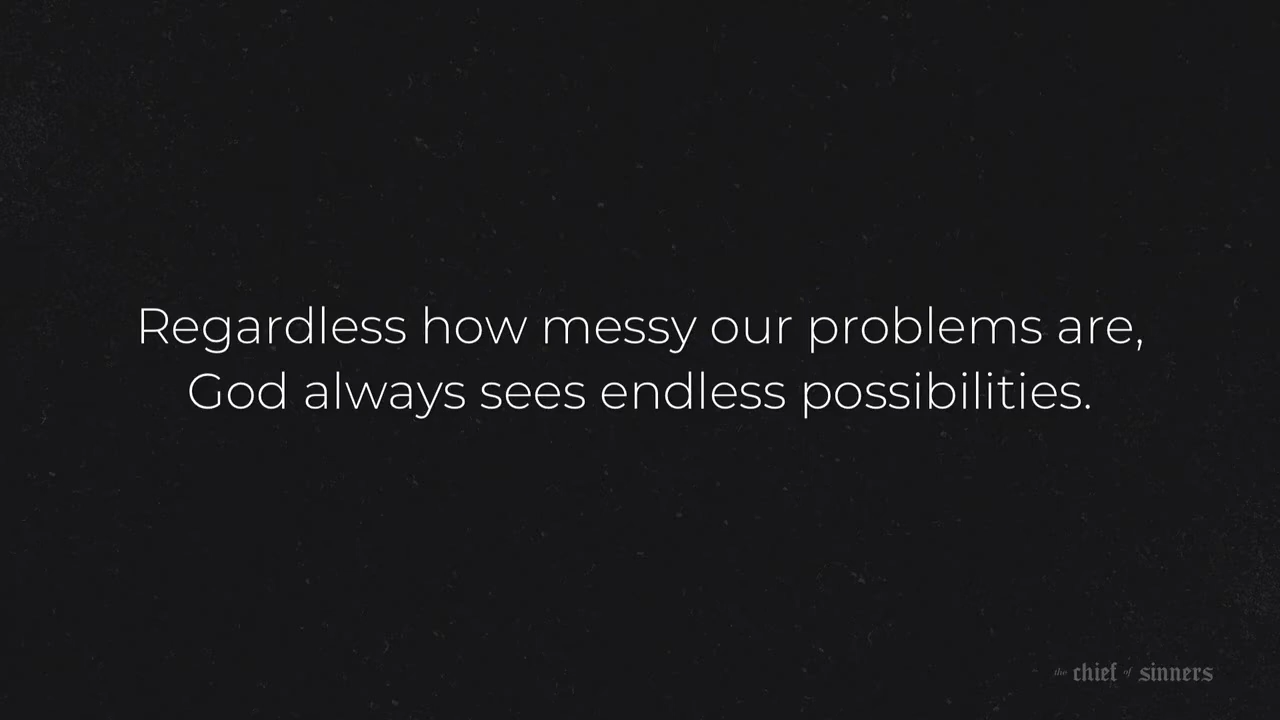 Regardless how messy our problems are,
God always sees endless possibilities.
the chief of sinners